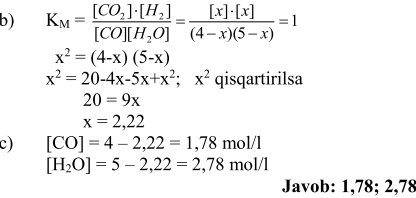 b) K_M = [CO₂]·[H₂] / [CO][H₂O] = [x]·[x] / (4−x)(5−x) = 1
x² = (4-x) (5-x)
x² = 20-4x-5x+x²; x² qisqartirilsa
20 = 9x
x = 2,22
c) [CO] = 4 – 2,22 = 1,78 mol/l
[H₂O] = 5 – 2,22 = 2,78 mol/l
Javob: 1,78; 2,78